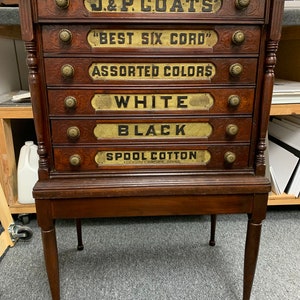 J.&P. COATS
"BEST SIX CORD"
ASSORTED COLORS
WHITE
BLACK
SPOOL COTTON